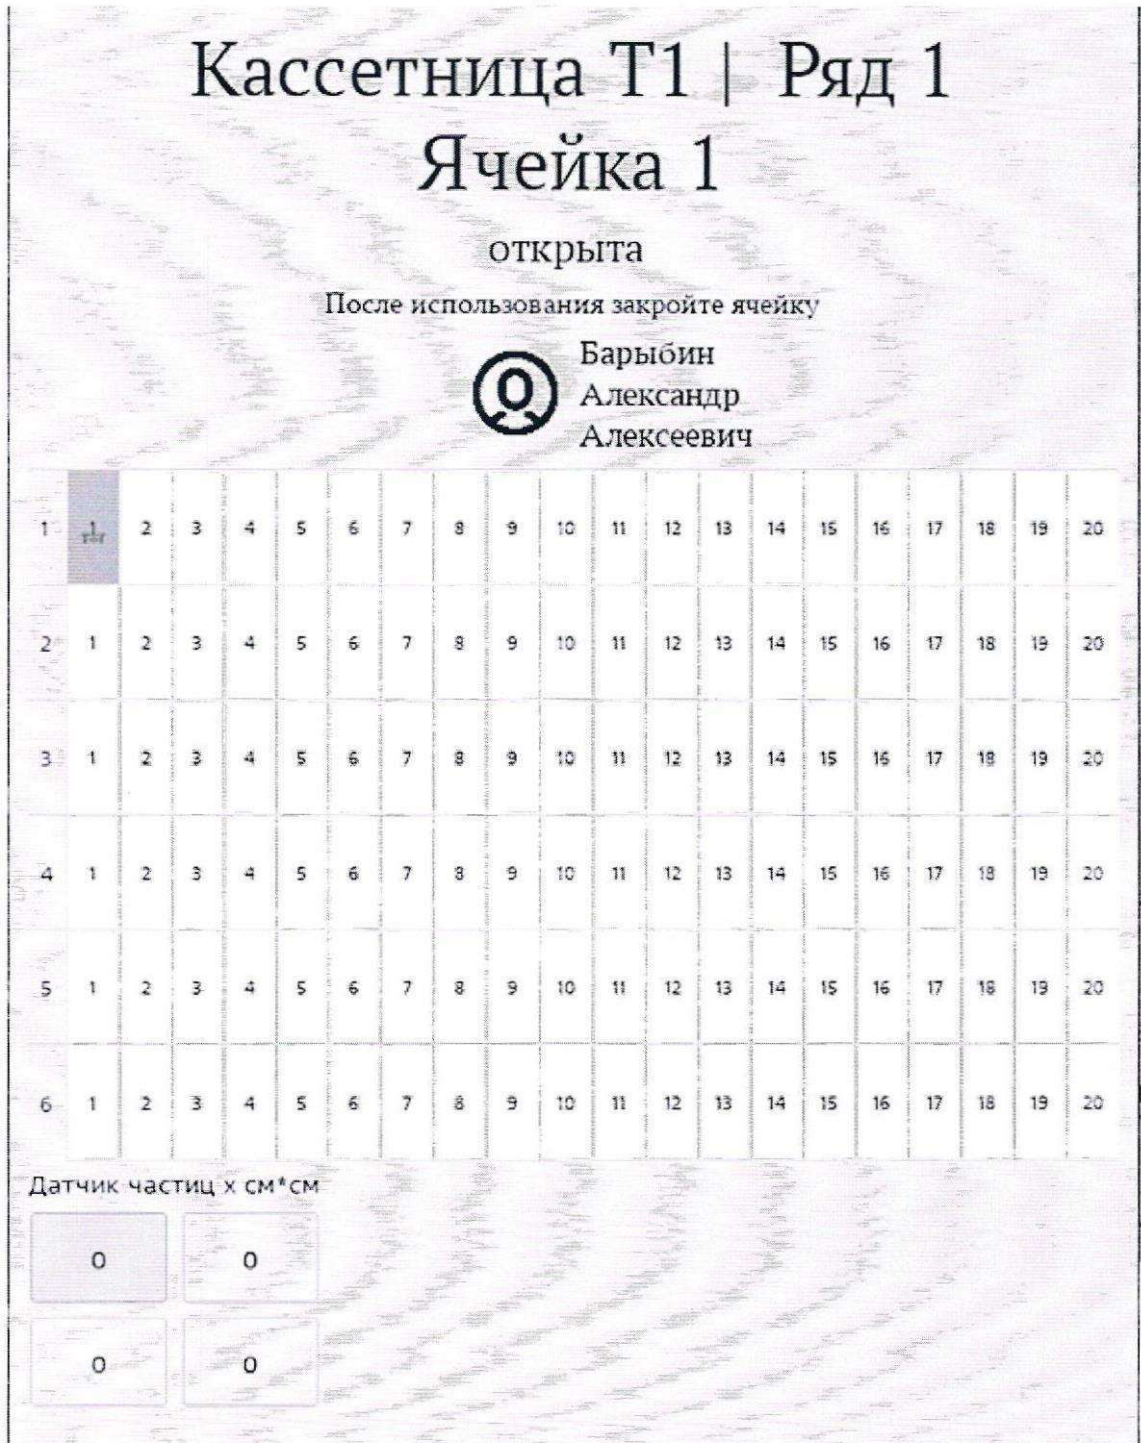 Кассетница Т1 | Ряд 1
Ячейка 1
открыта
После использования закройте ячейку
Барыбин
Александр
Алексеевич
1 1 2 3 4 5 6 7 8 9 10 11 12 13 14 15 16 17 18 19 20
2 1 2 3 4 5 6 7 8 9 10 11 12 13 14 15 16 17 18 19 20
3 1 2 3 4 5 6 7 8 9 10 11 12 13 14 15 16 17 18 19 20
4 1 2 3 4 5 6 7 8 9 10 11 12 13 14 15 16 17 18 19 20
5 1 2 3 4 5 6 7 8 9 10 11 12 13 14 15 16 17 18 19 20
6 1 2 3 4 5 6 7 8 9 10 11 12 13 14 15 16 17 18 19 20
Датчик частиц х см*см
0 0
0 0